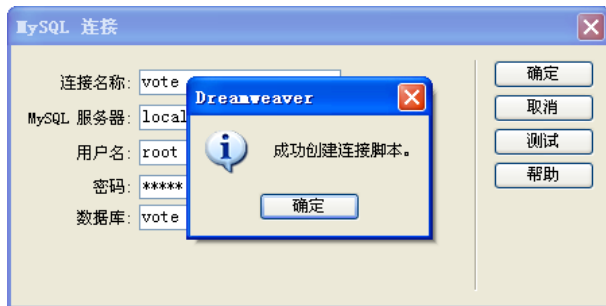 MySQL 连接
连接名称: vote
MySQL 服务器: local
用户名: root
密码: *****
数据库: vote
Dreamweaver
成功创建连接脚本。
确定
确定
取消
测试
帮助